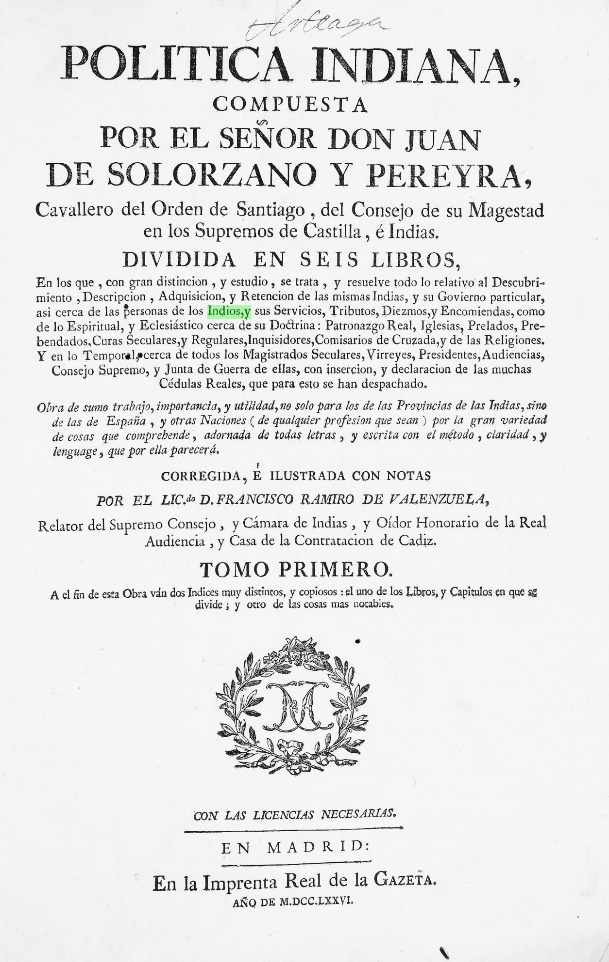 Arteaga
POLITICA INDIANA,
COMPUESTA
POR EL SEÑOR DON JUAN
DE SOLORZANO Y PEREYRA,
Cavallero del Orden de Santiago , del Consejo de su Magestad
en los Supremos de Castilla , é Indias.
DIVIDIDA EN SEIS LIBROS,
En los que , con gran distincion , y estudio , se trata , y resuelve todo lo relativo al Descubri-
miento , Descripcion , Adquisicion, y Retencion de las mismas Indias, y su Govierno particular,
asi cerca de las personas de los Indios,y sus Servicios, Tributos, Diezmos,y Encomiendas, como
de lo Espiritual, y Eclesiástico cerca de su Doctrina : Patronazgo Real, Iglesias, Prelados, Pre-
bendados,Curas Seculares,y Regulares,Inquisidores,Comisarios de Cruzada,y de las Religiones.
Y en lo Temporal,cerca de todos los Magistrados Seculares, Virreyes, Presidentes,Audiencias,
Consejo Supremo, y Junta de Guerra de ellas, con insercion, y declaracion de las muchas
Cédulas Reales, que para esto se han despachado.
Obra de sumo trabajo, importancia, y utilidad, no solo para los de las Provincias de las Indias, sino
de las de España , y otras Naciones ( de qualquier profesion que sean ) por la gran variedad
de cosas que comprehende , adornada de todas letras , y escrita con el método , claridad , y
lenguage , que por ella parecerá.
CORREGIDA, É ILUSTRADA CON NOTAS
POR EL LIC.do D. FRANCISCO RAMIRO DE VALENZUELA,
Relator del Supremo Consejo , y Cámara de Indias , y Oídor Honorario de la Real
Audiencia , y Casa de la Contratacion de Cadiz.
TOMO PRIMERO.
A el fin de esta Obra ván dos Indices muy distintos, y copiosos : el uno de los Libros, y Capitulos en que se
divide ; y otro de las cosas mas notables.
CON LAS LICENCIAS NECESARIAS.
EN MADRID:
En la Imprenta Real de la GAZETA.
AÑO DE M.DCC.LXXVI.